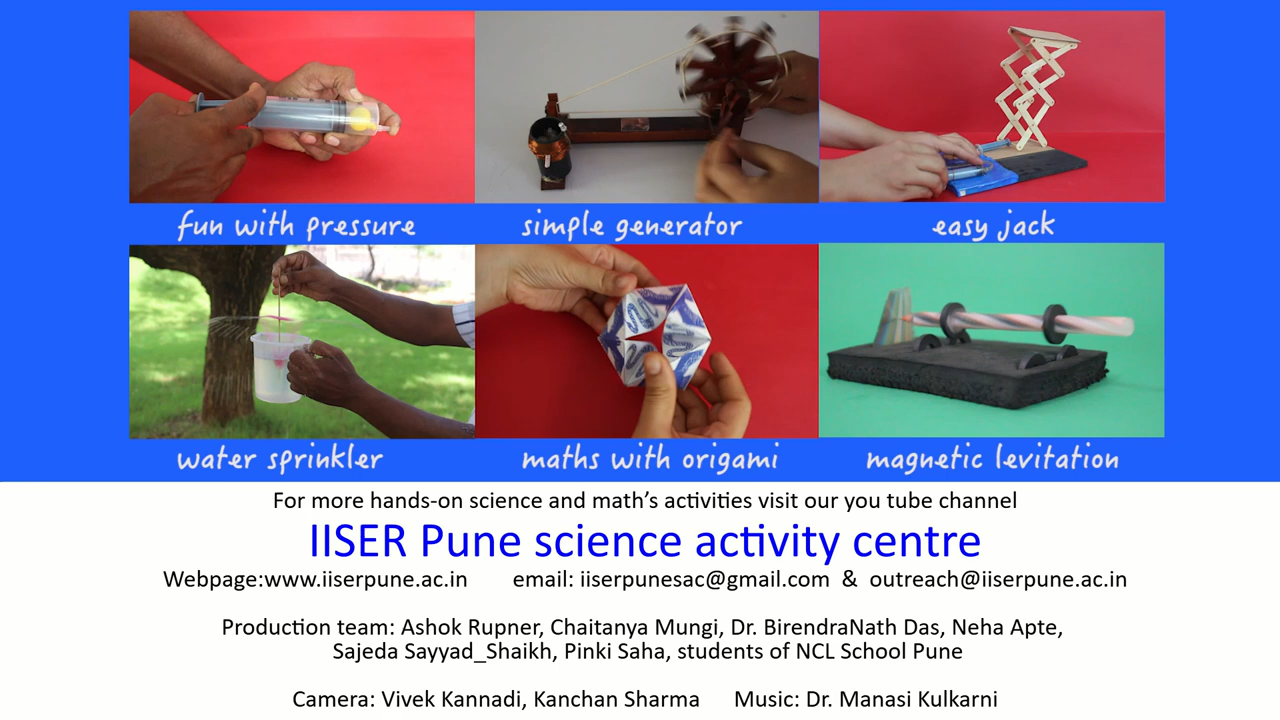 fun with pressure
simple generator
easy jack
water sprinkler
maths with origami
magnetic levitation
For more hands-on science and math's activities visit our you tube channel
IISER Pune science activity centre
Webpage:www.iiserpune.ac.in email: iiserpunesac@gmail.com & outreach@iiserpune.ac.in
Production team: Ashok Rupner, Chaitanya Mungi, Dr. BirendraNath Das, Neha Apte,
Sajeda Sayyad_Shaikh, Pinki Saha, students of NCL School Pune
Camera: Vivek Kannadi, Kanchan Sharma Music: Dr. Manasi Kulkarni